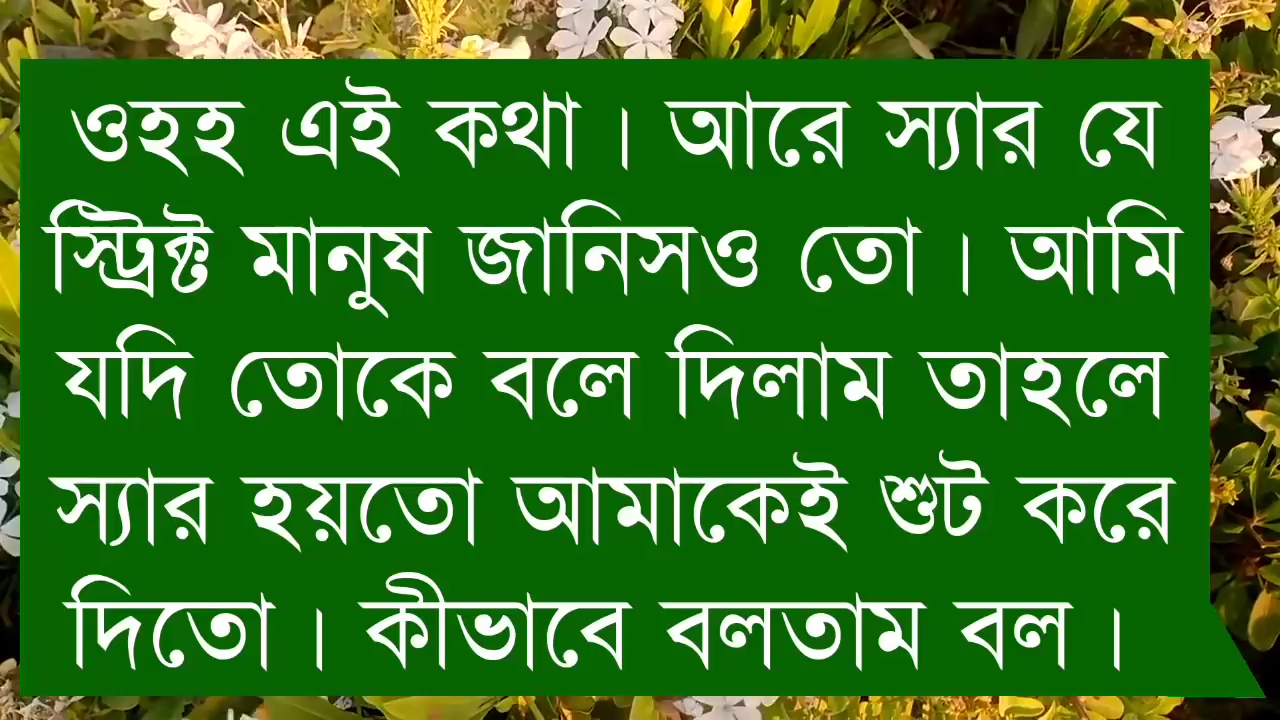 ওহহ এই কথা। আরে স্যার যে
স্ট্রিক্ট মানুষ জানিসও তো। আমি
যদি তোকে বলে দিলাম তাহলে
স্যার হয়তো আমাকেই শুট করে
দিতো। কীভাবে বলতাম বল।